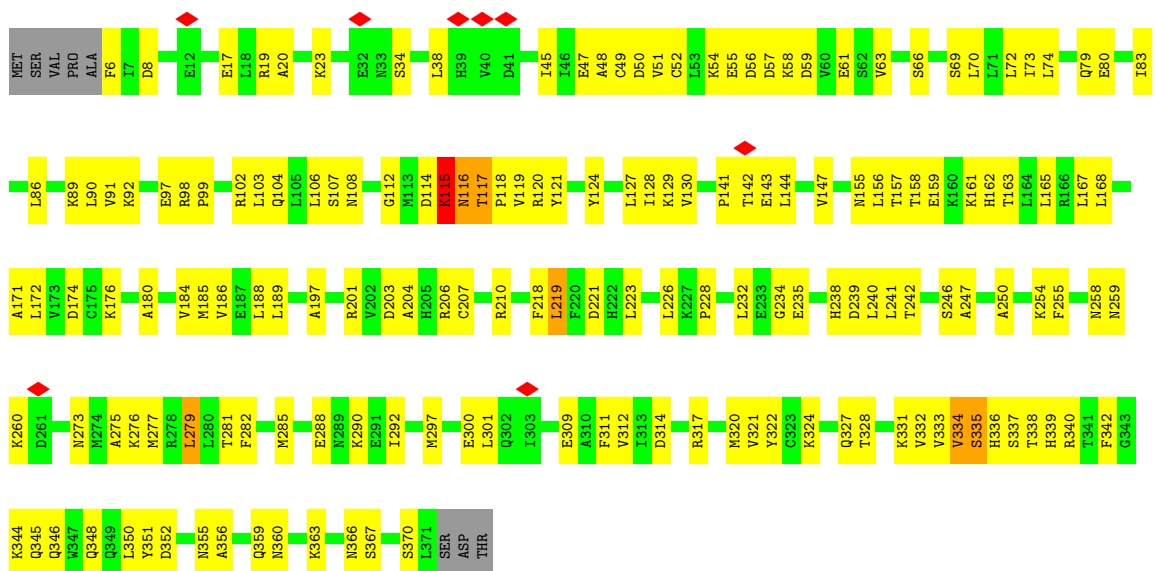 MET SER VAL PRO ALA F6 I7 D8 E12 E17 L18 R19 A20 K23 E32 N33 S34 L38 H39 V40 D41 I45 I46 E47 A48 C49 D50 V51 C52 L53 K54 E55 D56 D57 K58 D59 V60 E61 S62 V63 S66 S69 L70 L71 L72 I73 L74 Q79 E80 I83
L86 K89 L90 V91 K92 E97 R98 P99 R102 L103 Q104 L105 L106 S107 N108 G112 M113 D114 K115 N116 T117 P118 V119 R120 Y121 Y124 L127 I128 K129 V130 P141 T142 E143 L144 V147 N155 L156 T157 T158 E159 K160 K161 H162 T163 L164 L165 R166 L167 L168
A171 L172 V173 D174 C175 K176 A180 V184 M185 V186 E187 L188 L189 A197 R201 V202 D203 A204 H205 R206 C207 R210 F218 L219 F220 D221 H222 L223 L226 K227 P228 L232 E233 G234 E235 H238 D239 L240 L241 T242 S246 A247 A250 K254 F255 N258 N259
K260 D261 N273 M274 A275 K276 M277 R278 L279 L280 T281 F282 M285 E288 N289 K290 E291 I292 M297 E300 L301 Q302 I303 E309 A310 F311 V312 I313 D314 R317 M320 V321 Y322 C323 K324 Q327 T328 K331 V332 V333 V334 S335 H336 S337 T338 H339 R340 T341 F342 G343
K344 Q345 Q346 W347 Q348 Q349 L350 Y351 D352 N355 A356 Q359 N360 K363 N366 S367 S370 L371 SER ASP THR